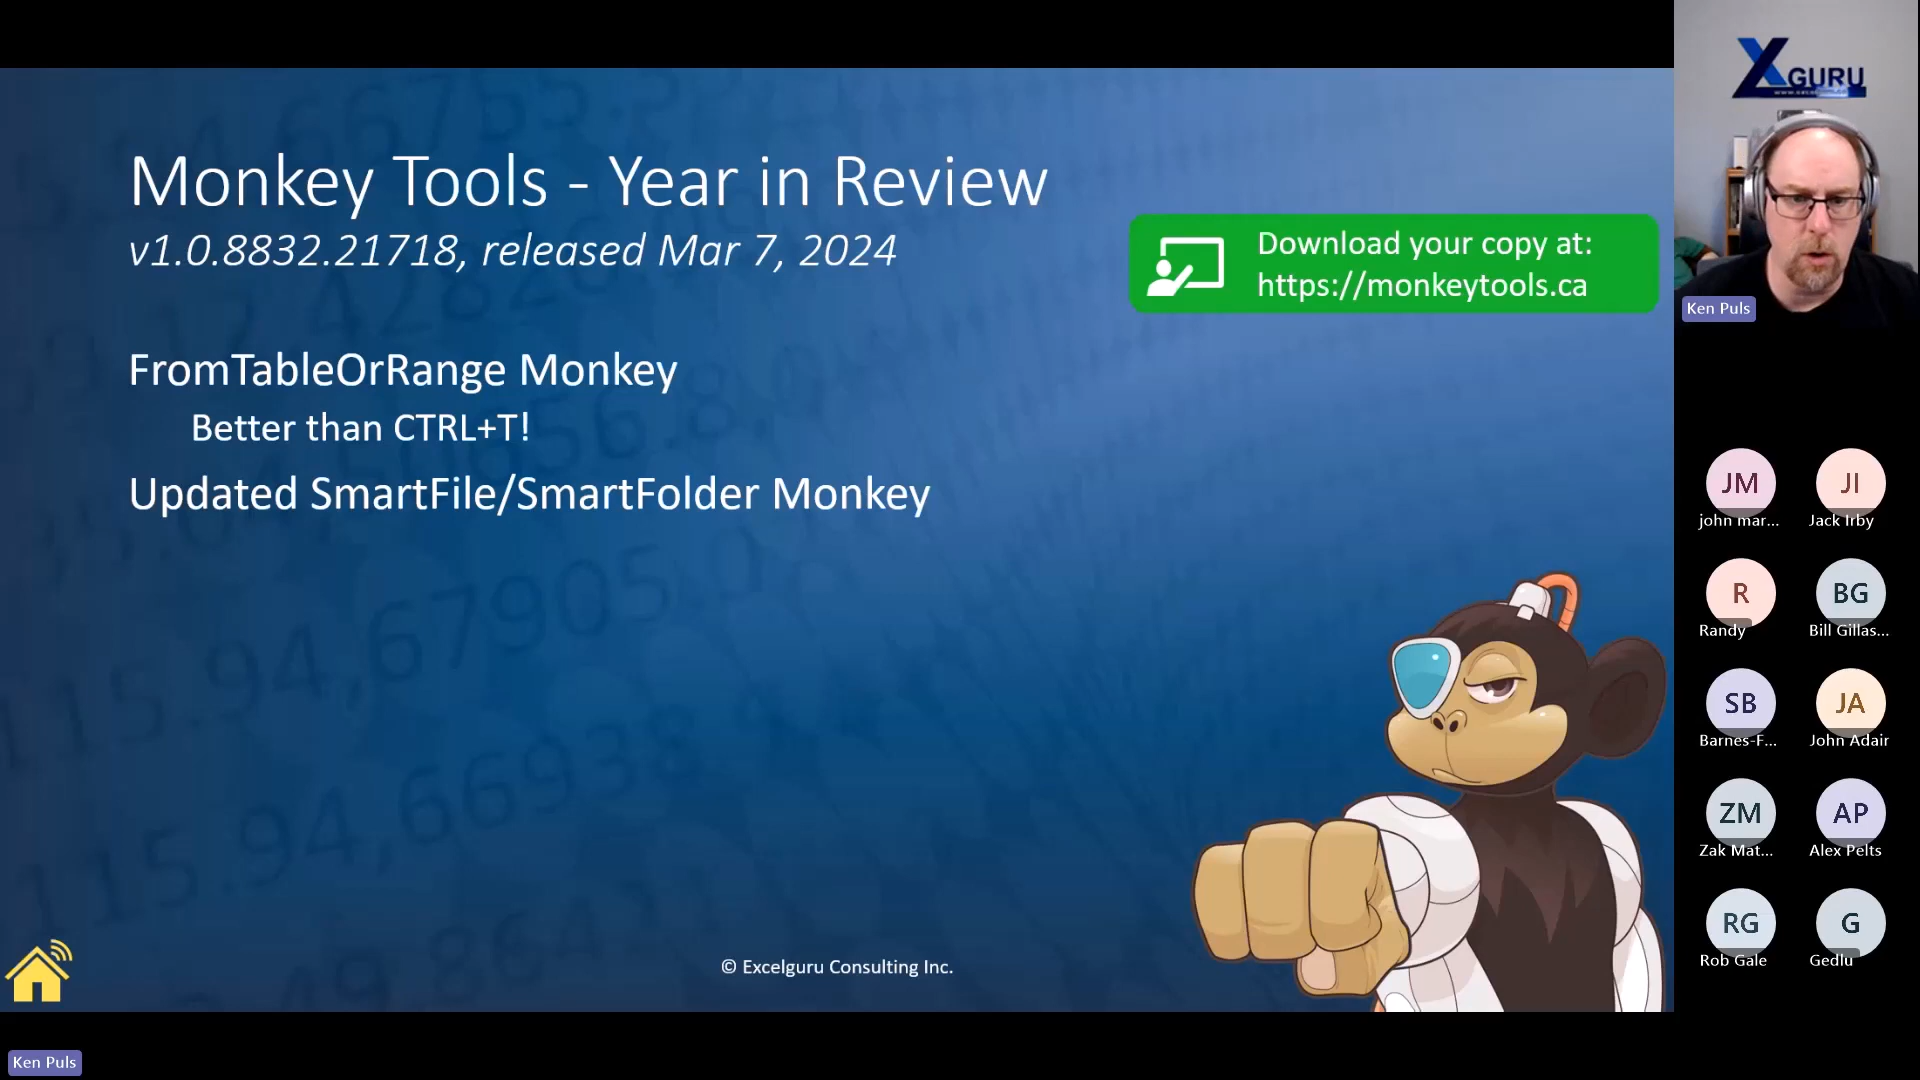 Monkey Tools - Year in Review
v1.0.8832.21718, released Mar 7, 2024
Download your copy at:
https://monkeytools.ca
FromTableOrRange Monkey
Better than CTRL+T!
Updated SmartFile/SmartFolder Monkey
© Excelguru Consulting Inc.
Ken Puls
XGURU
Ken Puls
JM
john mar...
JI
Jack Irby
R
Randy
BG
Bill Gillas...
SB
Barnes-F...
JA
John Adair
ZM
Zak Mat...
AP
Alex Pelts
RG
Rob Gale
G
Gedlu